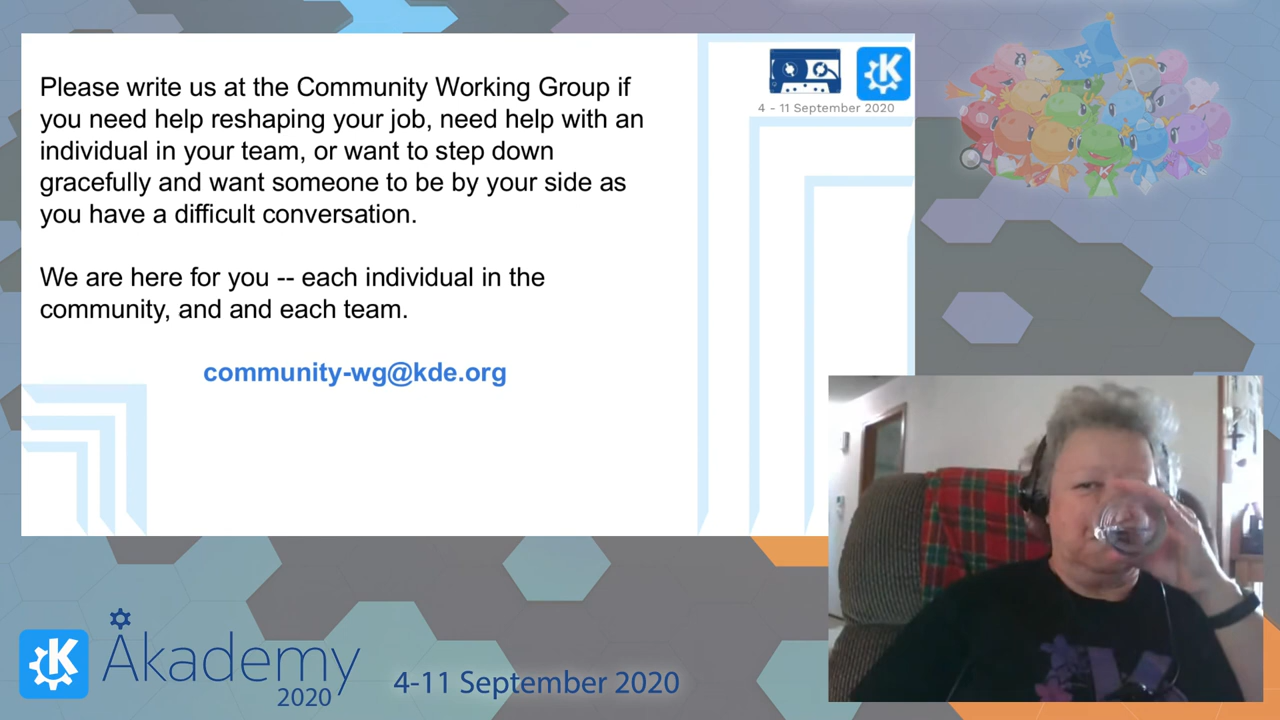 Please write us at the Community Working Group if
you need help reshaping your job, need help with an
individual in your team, or want to step down
gracefully and want someone to be by your side as
you have a difficult conversation.
We are here for you -- each individual in the
community, and and each team.
community-wg@kde.org
4 - 11 September 2020
Akademy
2020
4-11 September 2020